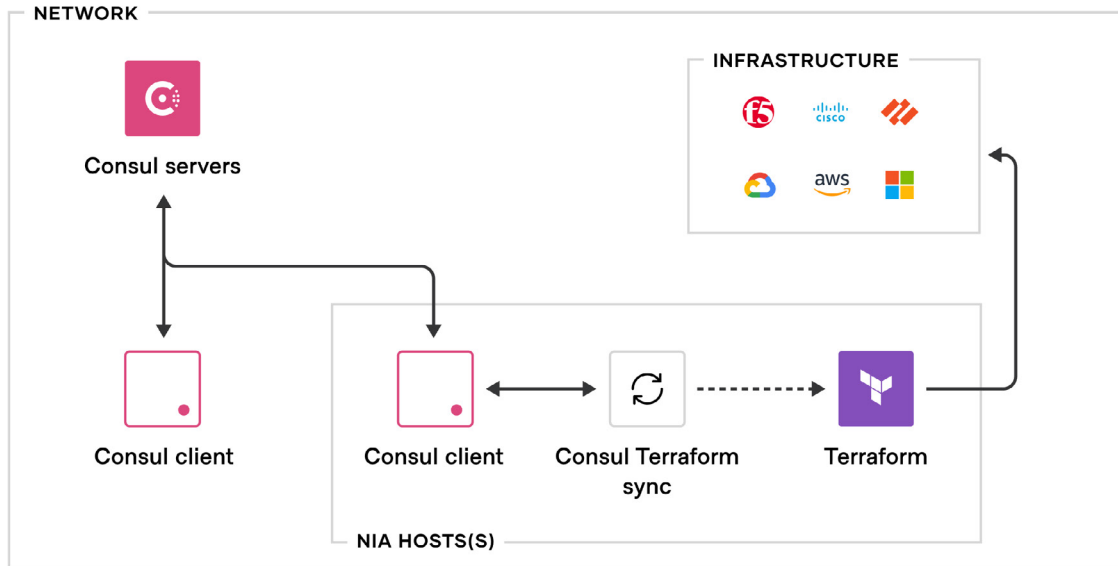 NETWORK
INFRASTRUCTURE
f5
CISCO
aws
Consul servers
Consul client
Consul client
Consul Terraform
sync
Terraform
NIA HOSTS(S)